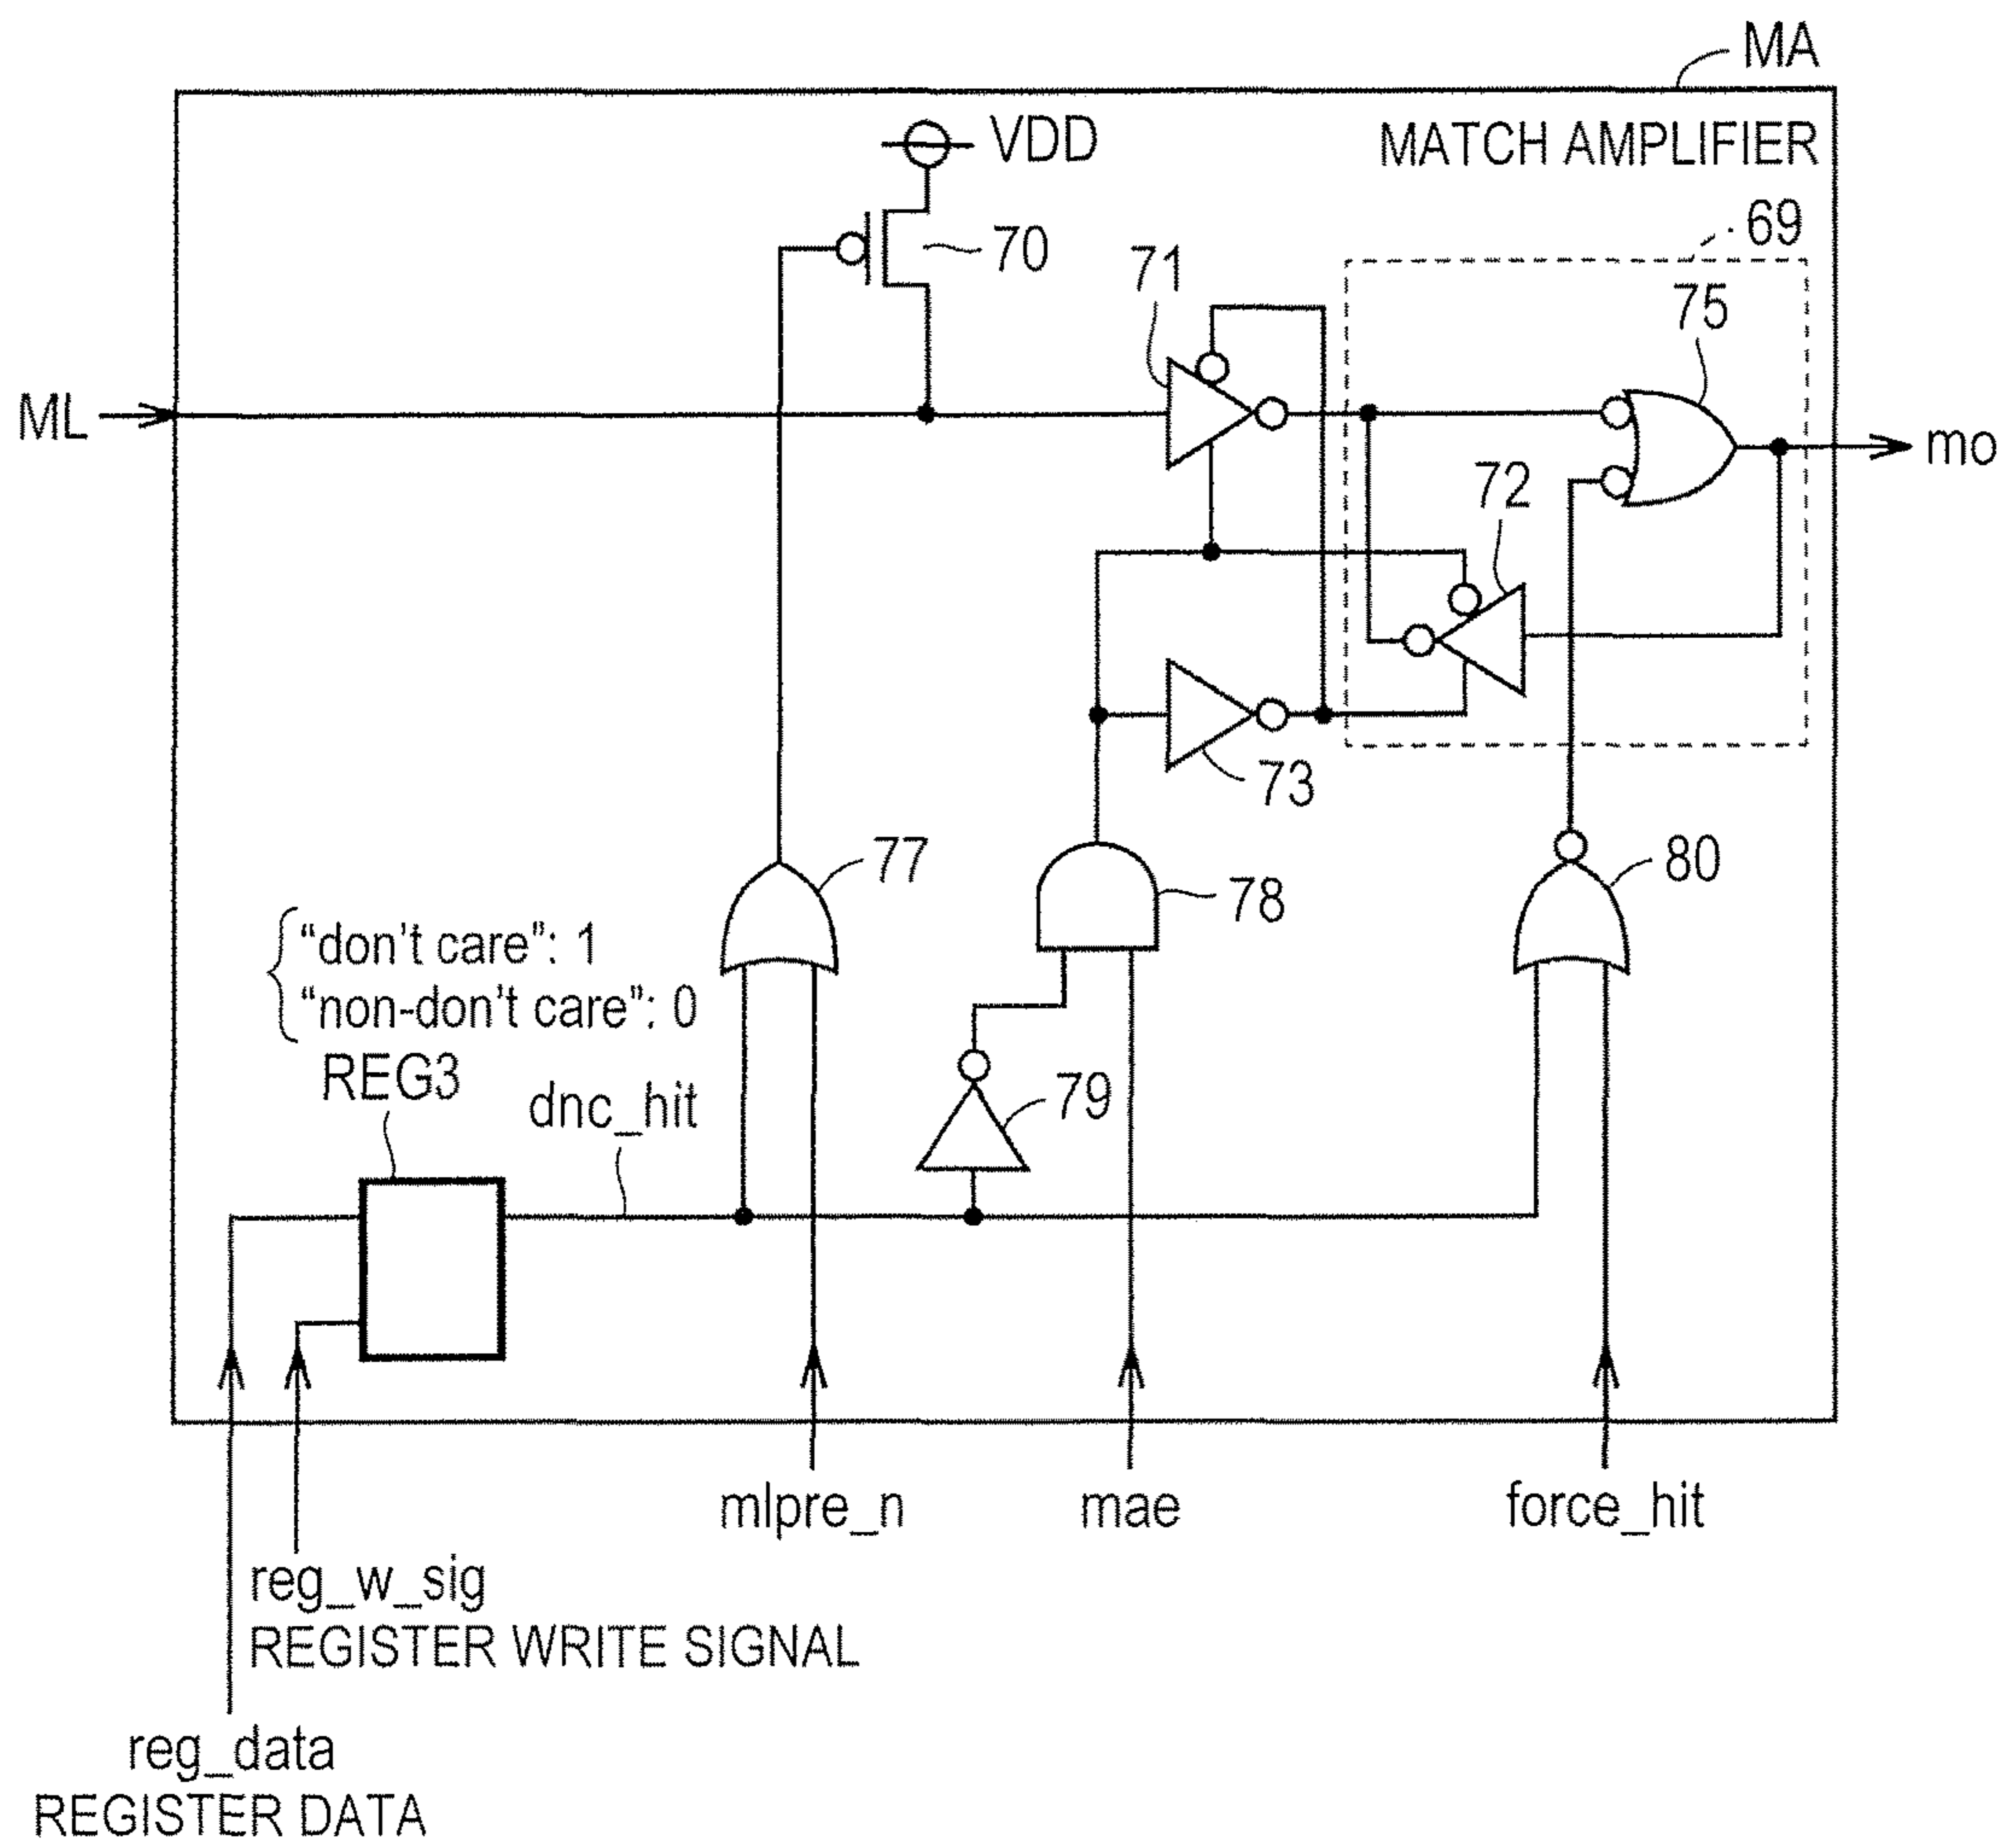 MA
VDD
MATCH AMPLIFIER
69
70
71
75
ML
mo
72
73
77
80
78
“don’t care”: 1
“non-don’t care”: 0
REG3
dnc_hit
79
mlpre_n
mae
force_hit
reg_w_sig
REGISTER WRITE SIGNAL
reg_data
REGISTER DATA